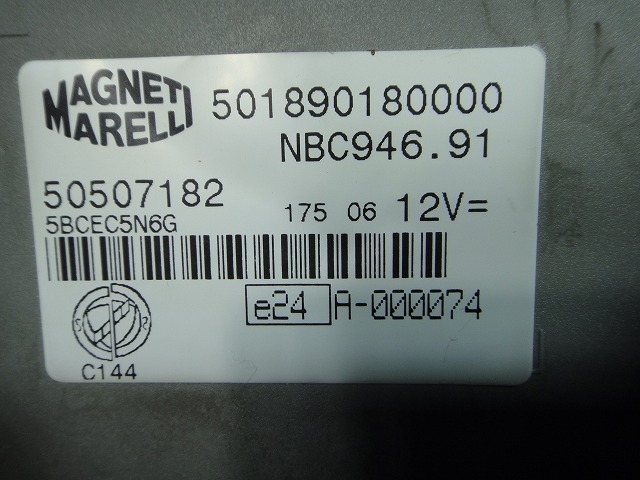 MAGNETI
MARELLI
501890180000
NBC946.91
50507182
5BCEC5N6G
175 06 12V=
e24 A-000074
C144